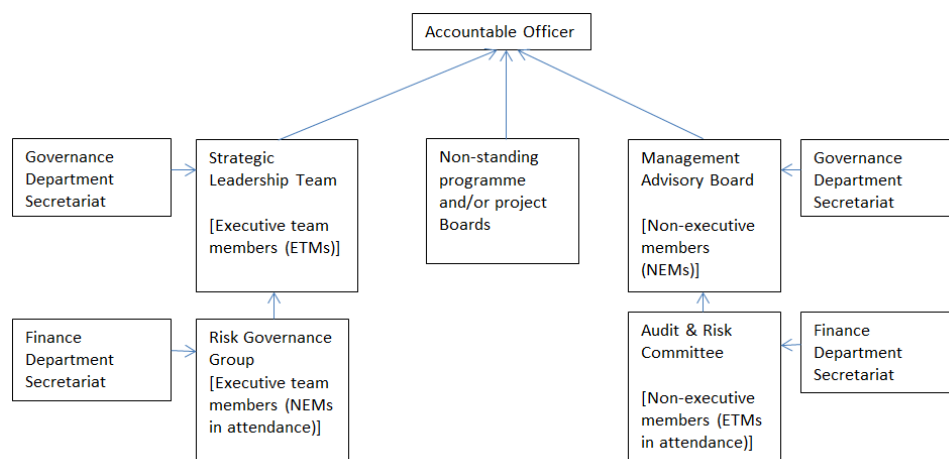 Accountable Officer
Governance
Department
Secretariat
Strategic
Leadership Team
[Executive team
members (ETMs)]
Non-standing
programme
and/or project
Boards
Management
Advisory Board
[Non-executive
members
(NEMs)]
Governance
Department
Secretariat
Finance
Department
Secretariat
Risk Governance
Group
[Executive team
members (NEMs
in attendance)]
Audit & Risk
Committee
[Non-executive
members (ETMs
in attendance)]
Finance
Department
Secretariat